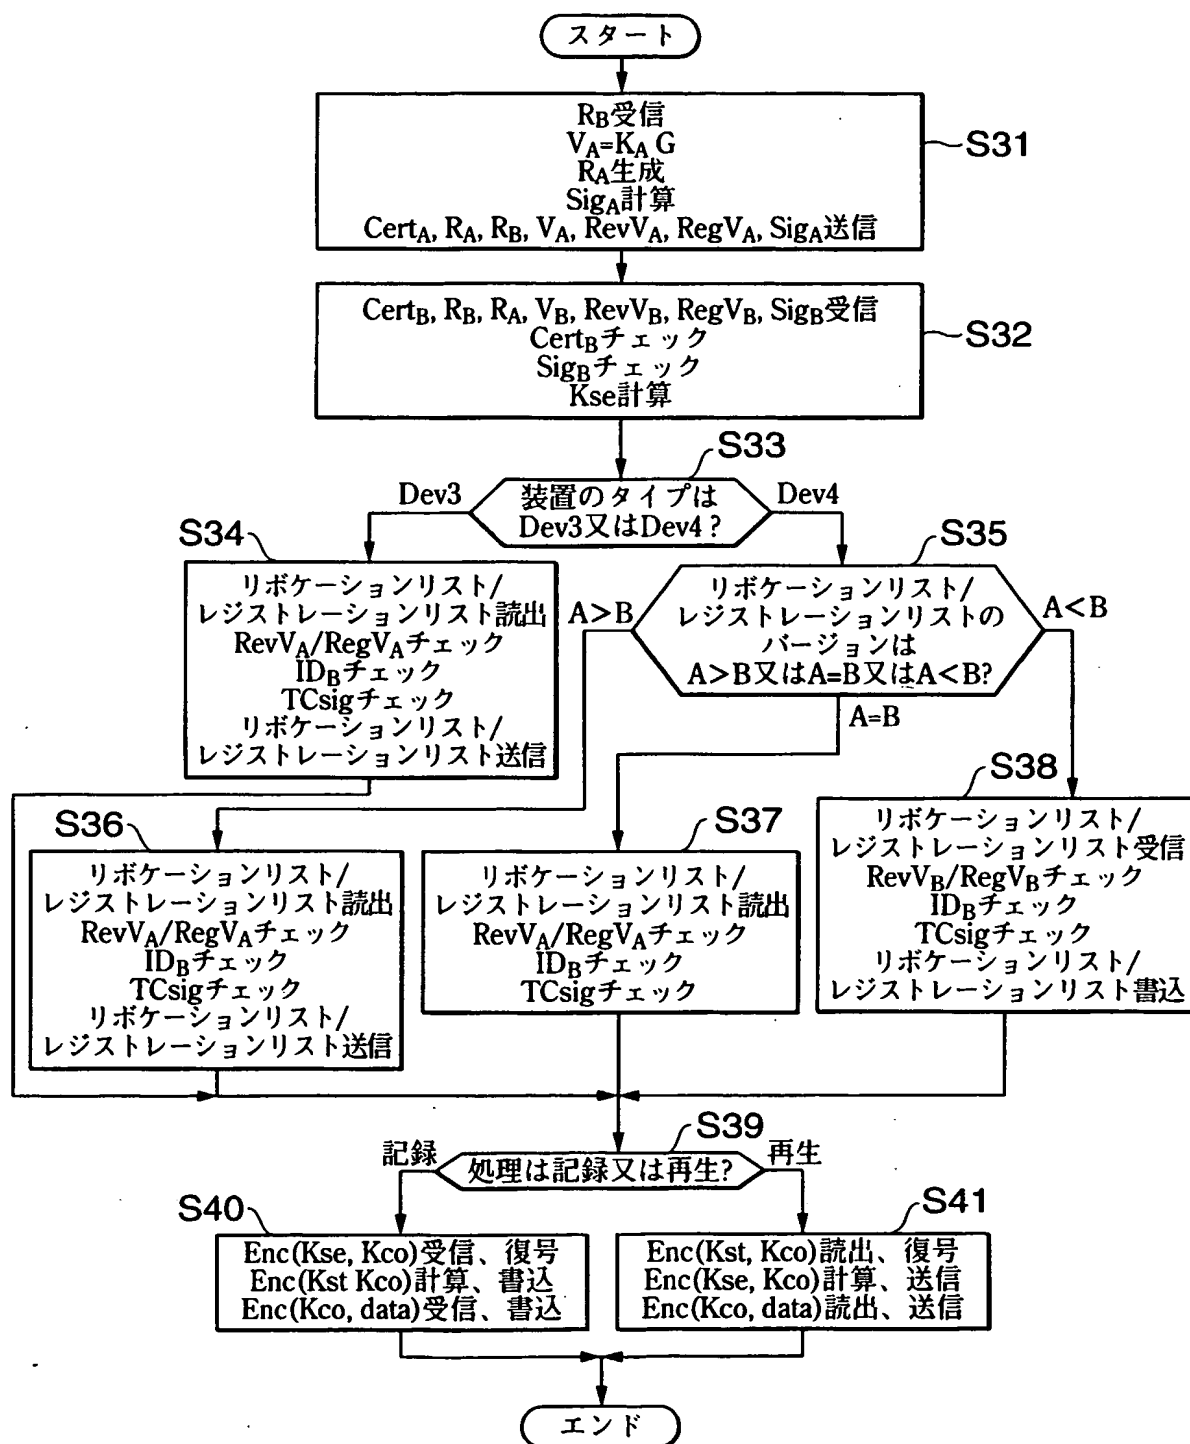 スタート
RB受信
VA=KA G
RA生成
SigA計算
CertA, RA, RB, VA, RevVA, RegVA, SigA送信
S31
CertB, RB, RA, VB, RevVB, RegVB, SigB受信
CertBチェック
SigBチェック
Kse計算
S32
S33
装置のタイプは
Dev3又はDev4?
Dev3
Dev4
S34
リボケーションリスト/
レジストレーションリスト読出
RevVA/RegVAチェック
IDBチェック
TCsigチェック
リボケーションリスト/
レジストレーションリスト送信
S35
リボケーションリスト/
レジストレーションリストの
バージョンは
A>B又はA=B又はA<B?
A>B
A<B
A=B
S36
リボケーションリスト/
レジストレーションリスト読出
RevVA/RegVAチェック
IDBチェック
TCsigチェック
リボケーションリスト/
レジストレーションリスト送信
S37
リボケーションリスト/
レジストレーションリスト読出
RevVA/RegVAチェック
IDBチェック
TCsigチェック
S38
リボケーションリスト/
レジストレーションリスト受信
RevVB/RegVBチェック
IDBチェック
TCsigチェック
リボケーションリスト/
レジストレーションリスト書込
S39
処理は記録又は再生?
記録
再生
S40
Enc(Kse, Kco)受信、復号
Enc(Kst Kco)計算、書込
Enc(Kco, data)受信、書込
S41
Enc(Kst, Kco)読出、復号
Enc(Kse, Kco)計算、送信
Enc(Kco, data)読出、送信
エンド